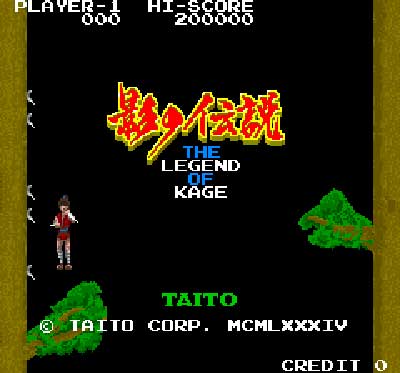 PLAYER-1 HI-SCORE
000 200000
影の伝説
THE
LEGEND
OF
KAGE
TAITO
© TAITO CORP. MCMLXXXIV
CREDIT 0